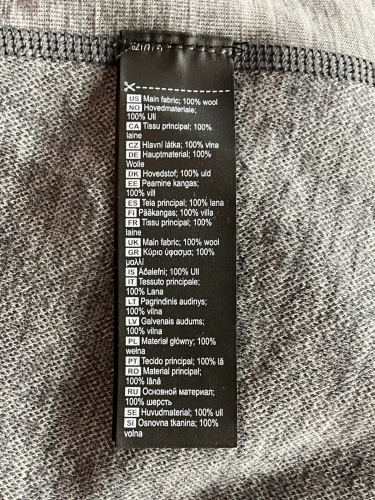 US Main fabric; 100% wool
NO Hovedmateriale;
100% Ull
CA Tissu principal; 100%
laine
CZ Hlavní látka; 100% vlna
DE Hauptmaterial; 100%
Wolle
DK Hovedstof; 100% uld
EE Peamine kangas;
100% vill
ES Tela principal; 100% lana
FI Pääkangas; 100% villa
FR Tissu principal; 100%
laine
UK Main fabric; 100% wool
GR Κύριο ύφασμα; 100%
μαλλί
IS Aðalefni; 100% Ull
IT Tessuto principale;
100% Lana
LT Pagrindinis audinys;
100% vilna
LV Galvenais audums;
100% vilna
PL Materiał główny; 100%
wełna
PT Tecido principal; 100% lã
RO Material principal;
100% lână
RU Основной материал;
100% шерсть
SE Huvudmaterial; 100% ull
SI Osnovna tkanina; 100%
volna